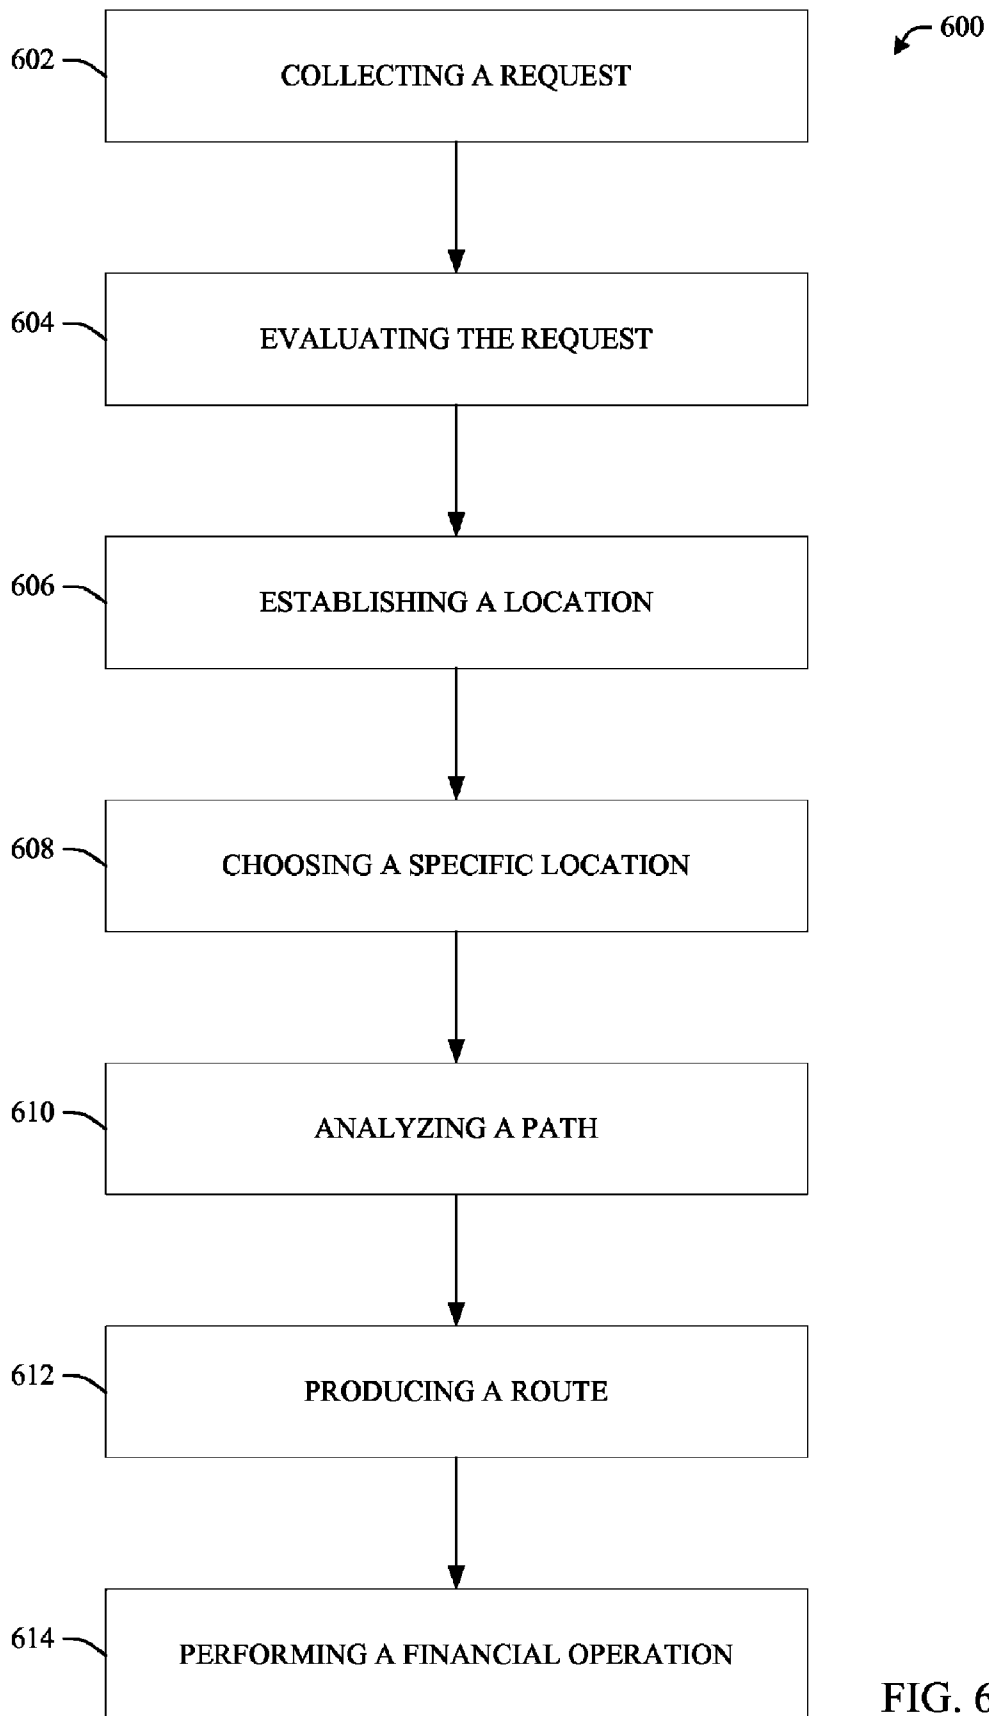 600
602
COLLECTING A REQUEST
604
EVALUATING THE REQUEST
606
ESTABLISHING A LOCATION
608
CHOOSING A SPECIFIC LOCATION
610
ANALYZING A PATH
612
PRODUCING A ROUTE
614
PERFORMING A FINANCIAL OPERATION
FIG. 6